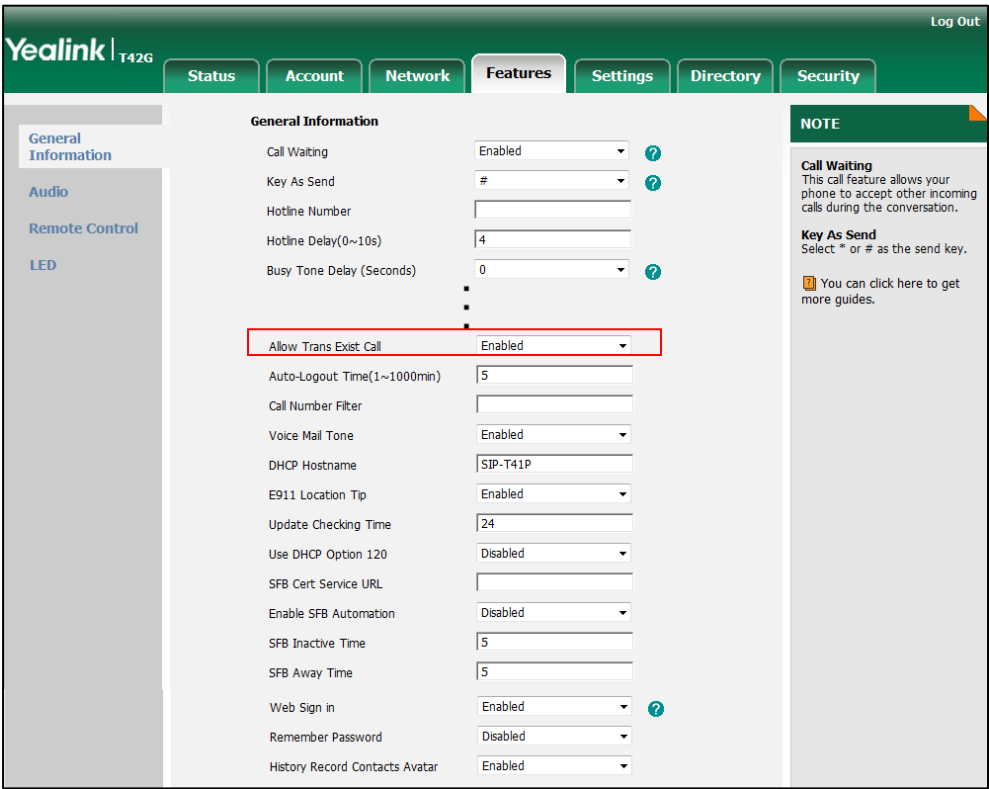 Log Out
Yealink | T42G
Status Account Network Features Settings Directory Security
General
Information
Audio
Remote Control
LED
General Information
Call Waiting Enabled ?
Key As Send # ?
Hotline Number
Hotline Delay(0~10s) 4
Busy Tone Delay (Seconds) 0 ?
Allow Trans Exist Call Enabled
Auto-Logout Time(1~1000min) 5
Call Number Filter
Voice Mail Tone Enabled
DHCP Hostname SIP-T41P
E911 Location Tip Enabled
Update Checking Time 24
Use DHCP Option 120 Disabled
SFB Cert Service URL
Enable SFB Automation Disabled
SFB Inactive Time 5
SFB Away Time 5
Web Sign in Enabled ?
Remember Password Disabled
History Record Contacts Avatar Enabled
NOTE
Call Waiting
This call feature allows your
phone to accept other incoming
calls during the conversation.
Key As Send
Select * or # as the send key.
? You can click here to get
more guides.